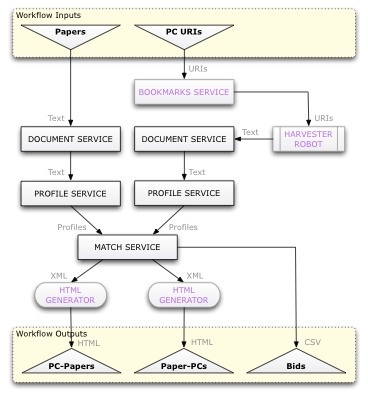 Workflow Inputs
Papers
PC URIs
URIs
BOOKMARKS SERVICE
URIs
Text
Text
HARVESTER
ROBOT
DOCUMENT SERVICE
DOCUMENT SERVICE
Text
Text
PROFILE SERVICE
PROFILE SERVICE
Profiles
Profiles
MATCH SERVICE
XML
XML
HTML
GENERATOR
HTML
GENERATOR
Workflow Outputs
HTML
HTML
CSV
PC-Papers
Paper-PCs
Bids